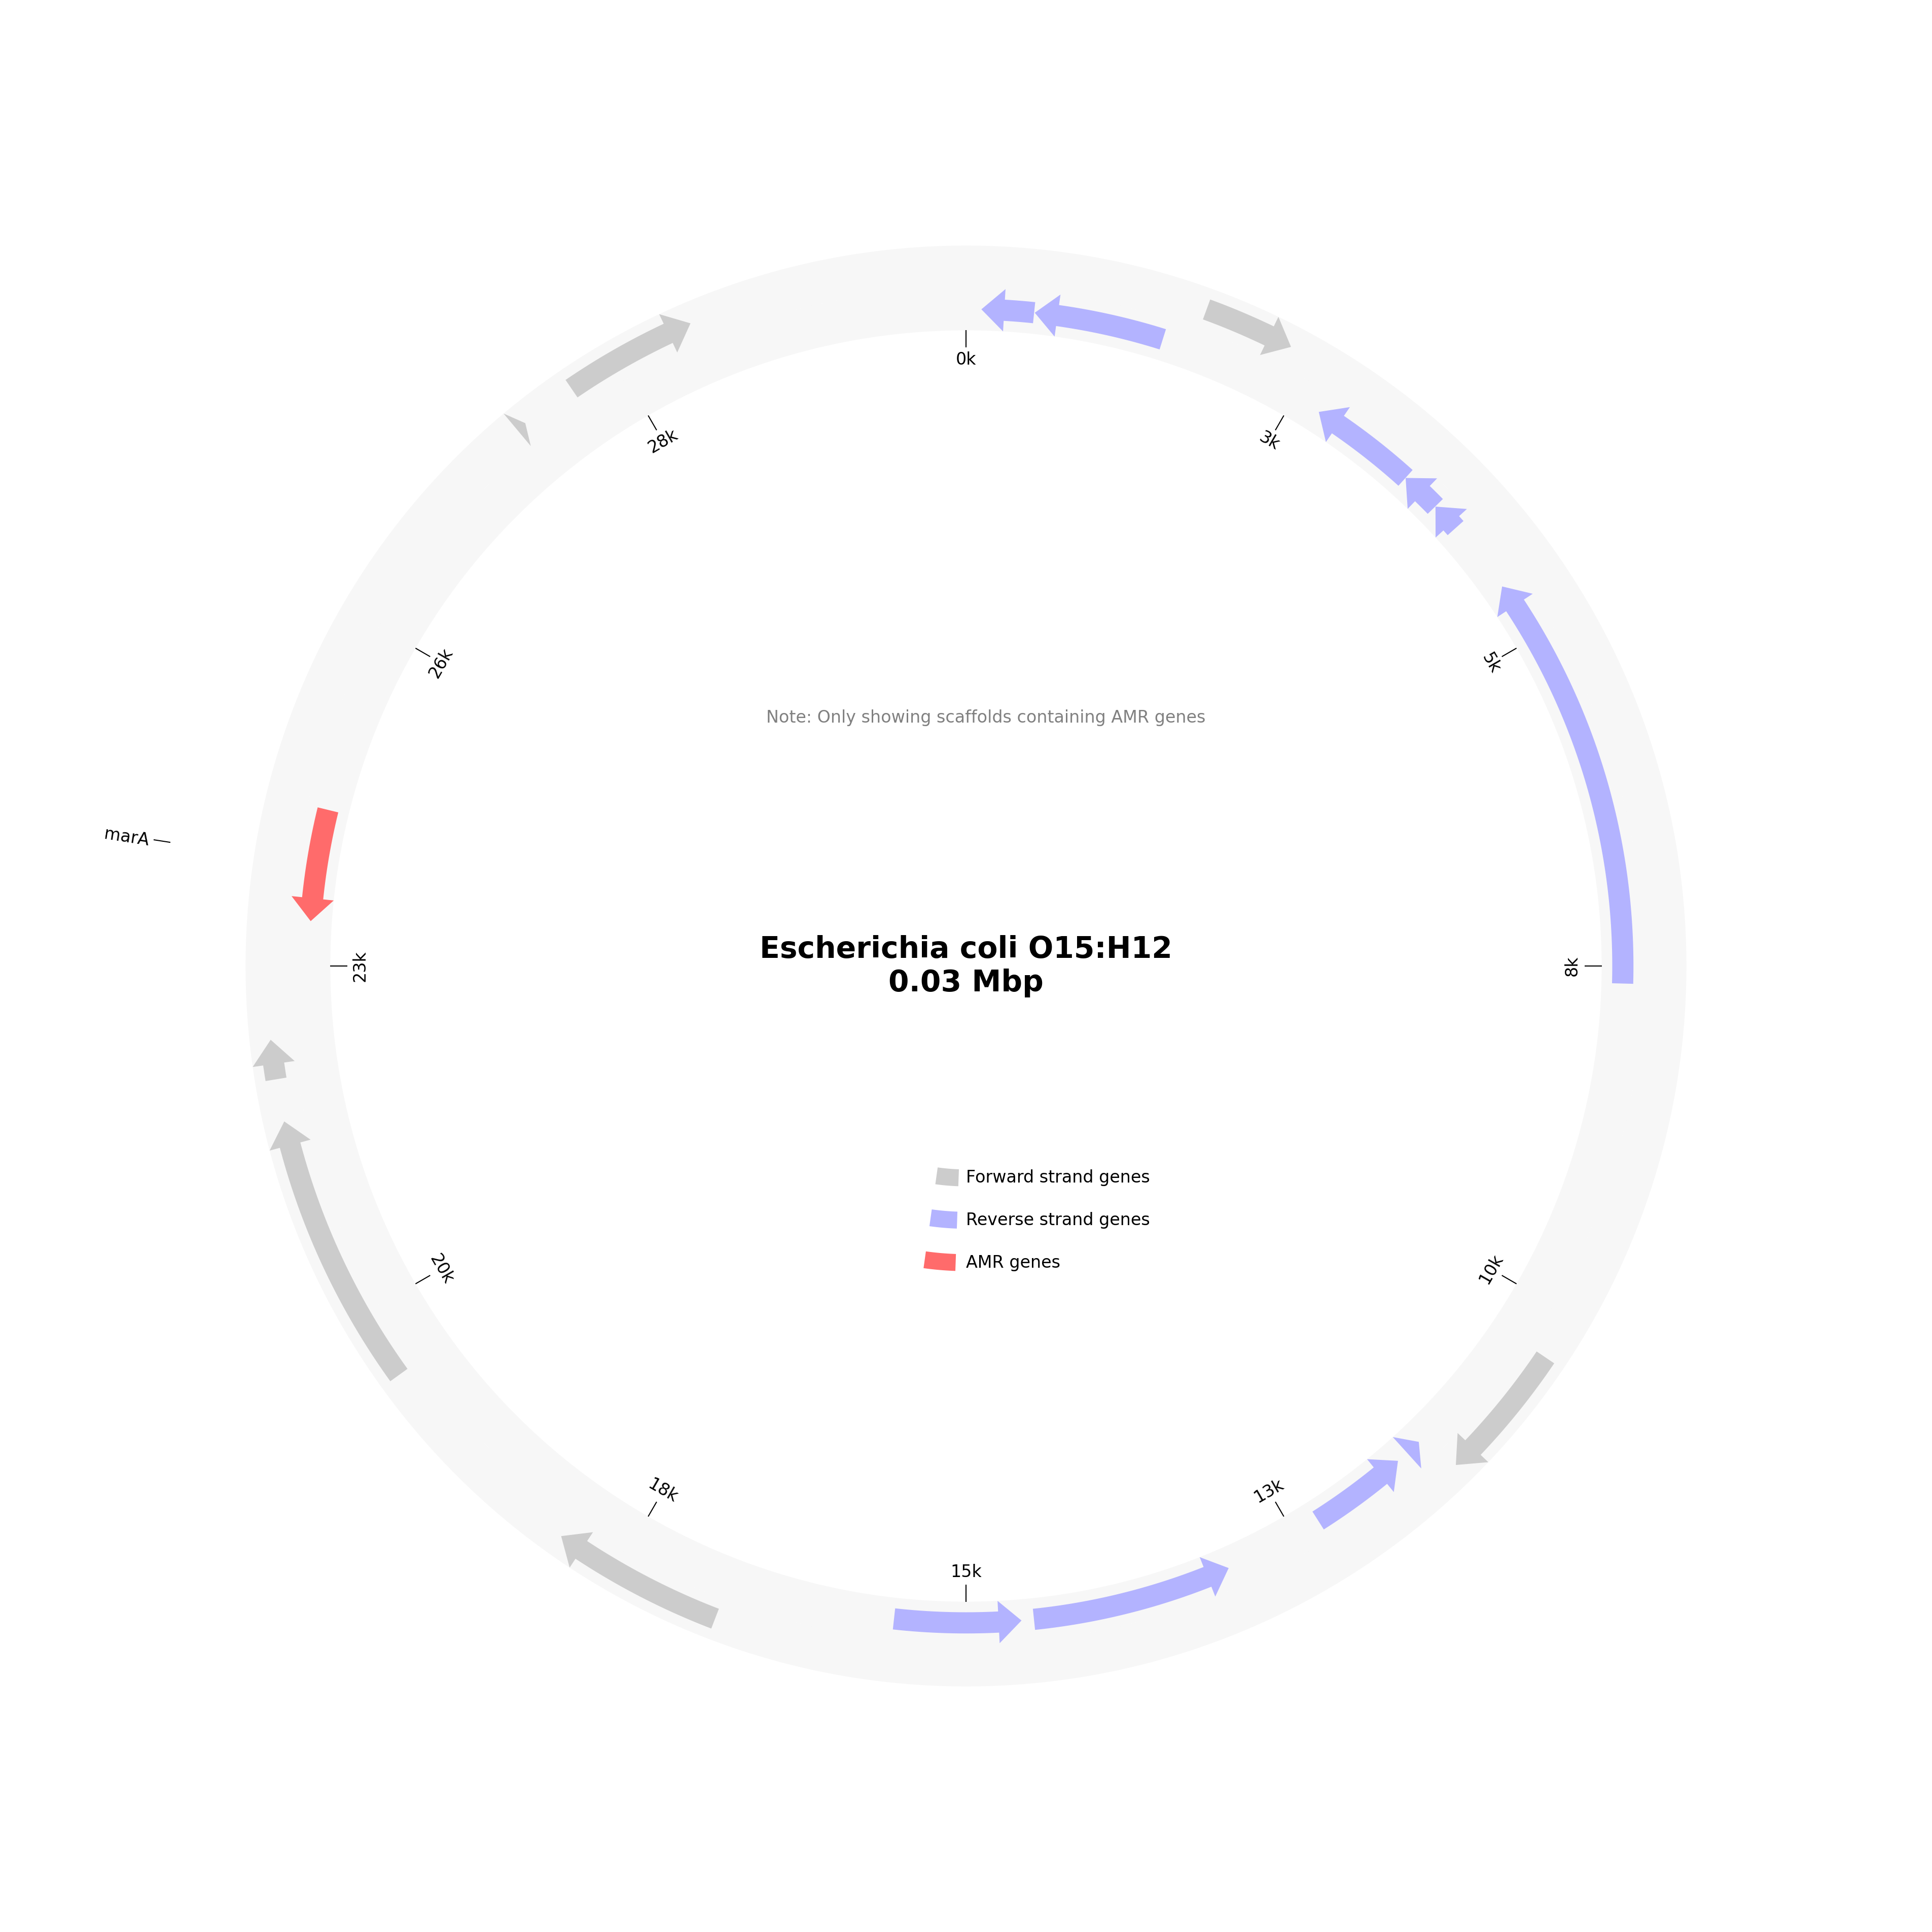 0k
3k
5k
8k
10k
13k
15k
18k
20k
23k
26k
28k
marA
Note: Only showing scaffolds containing AMR genes
Escherichia coli O15:H12
0.03 Mbp
Forward strand genes
Reverse strand genes
AMR genes